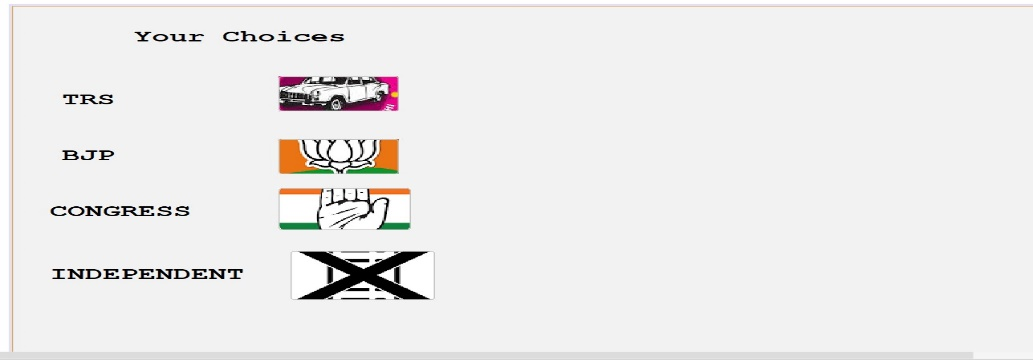 Your Choices
TRS
BJP
CONGRESS
INDEPENDENT